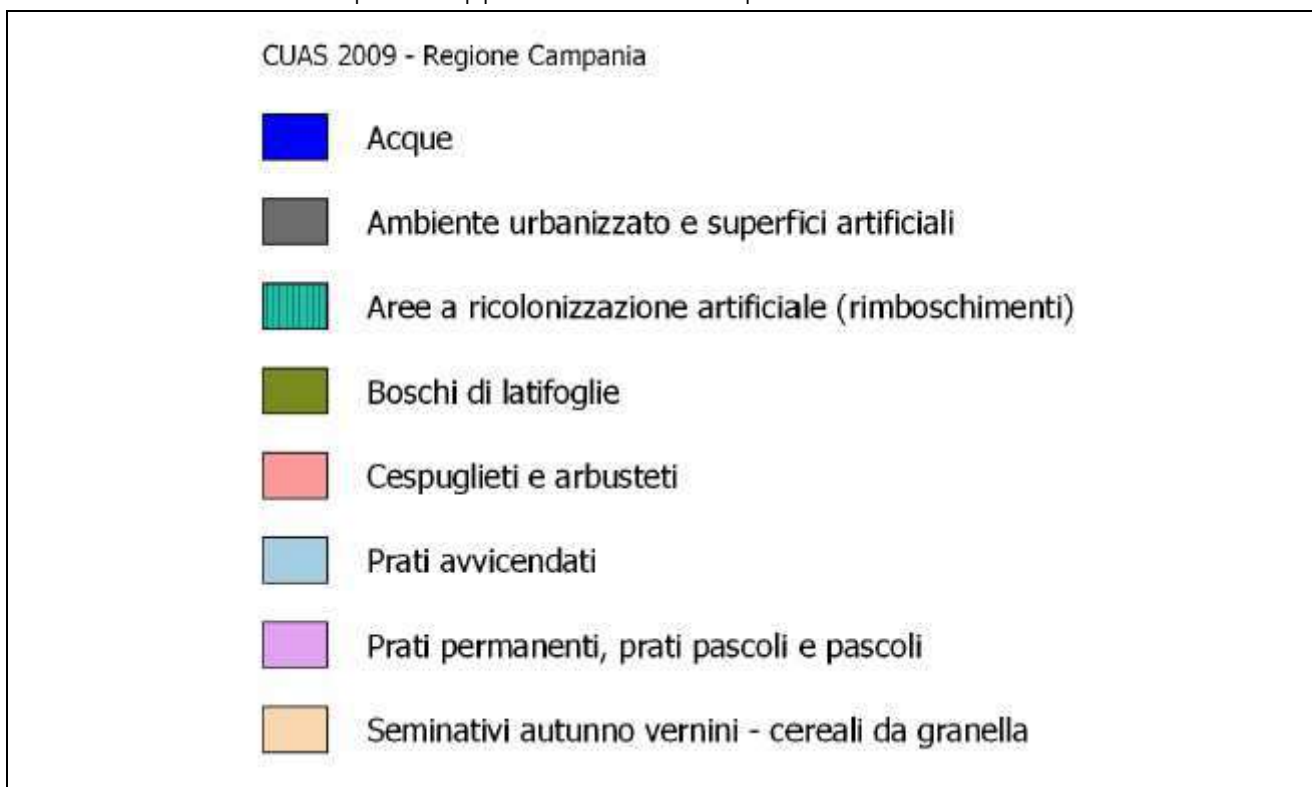 CUAS 2009 - Regione Campania
Acque
Ambiente urbanizzato e superfici artificiali
Aree a ricolonizzazione artificiale (rimboschimenti)
Boschi di latifoglie
Cespuglieti e arbusteti
Prati avvicendati
Prati permanenti, prati pascoli e pascoli
Seminativi autunno vernini - cereali da granella